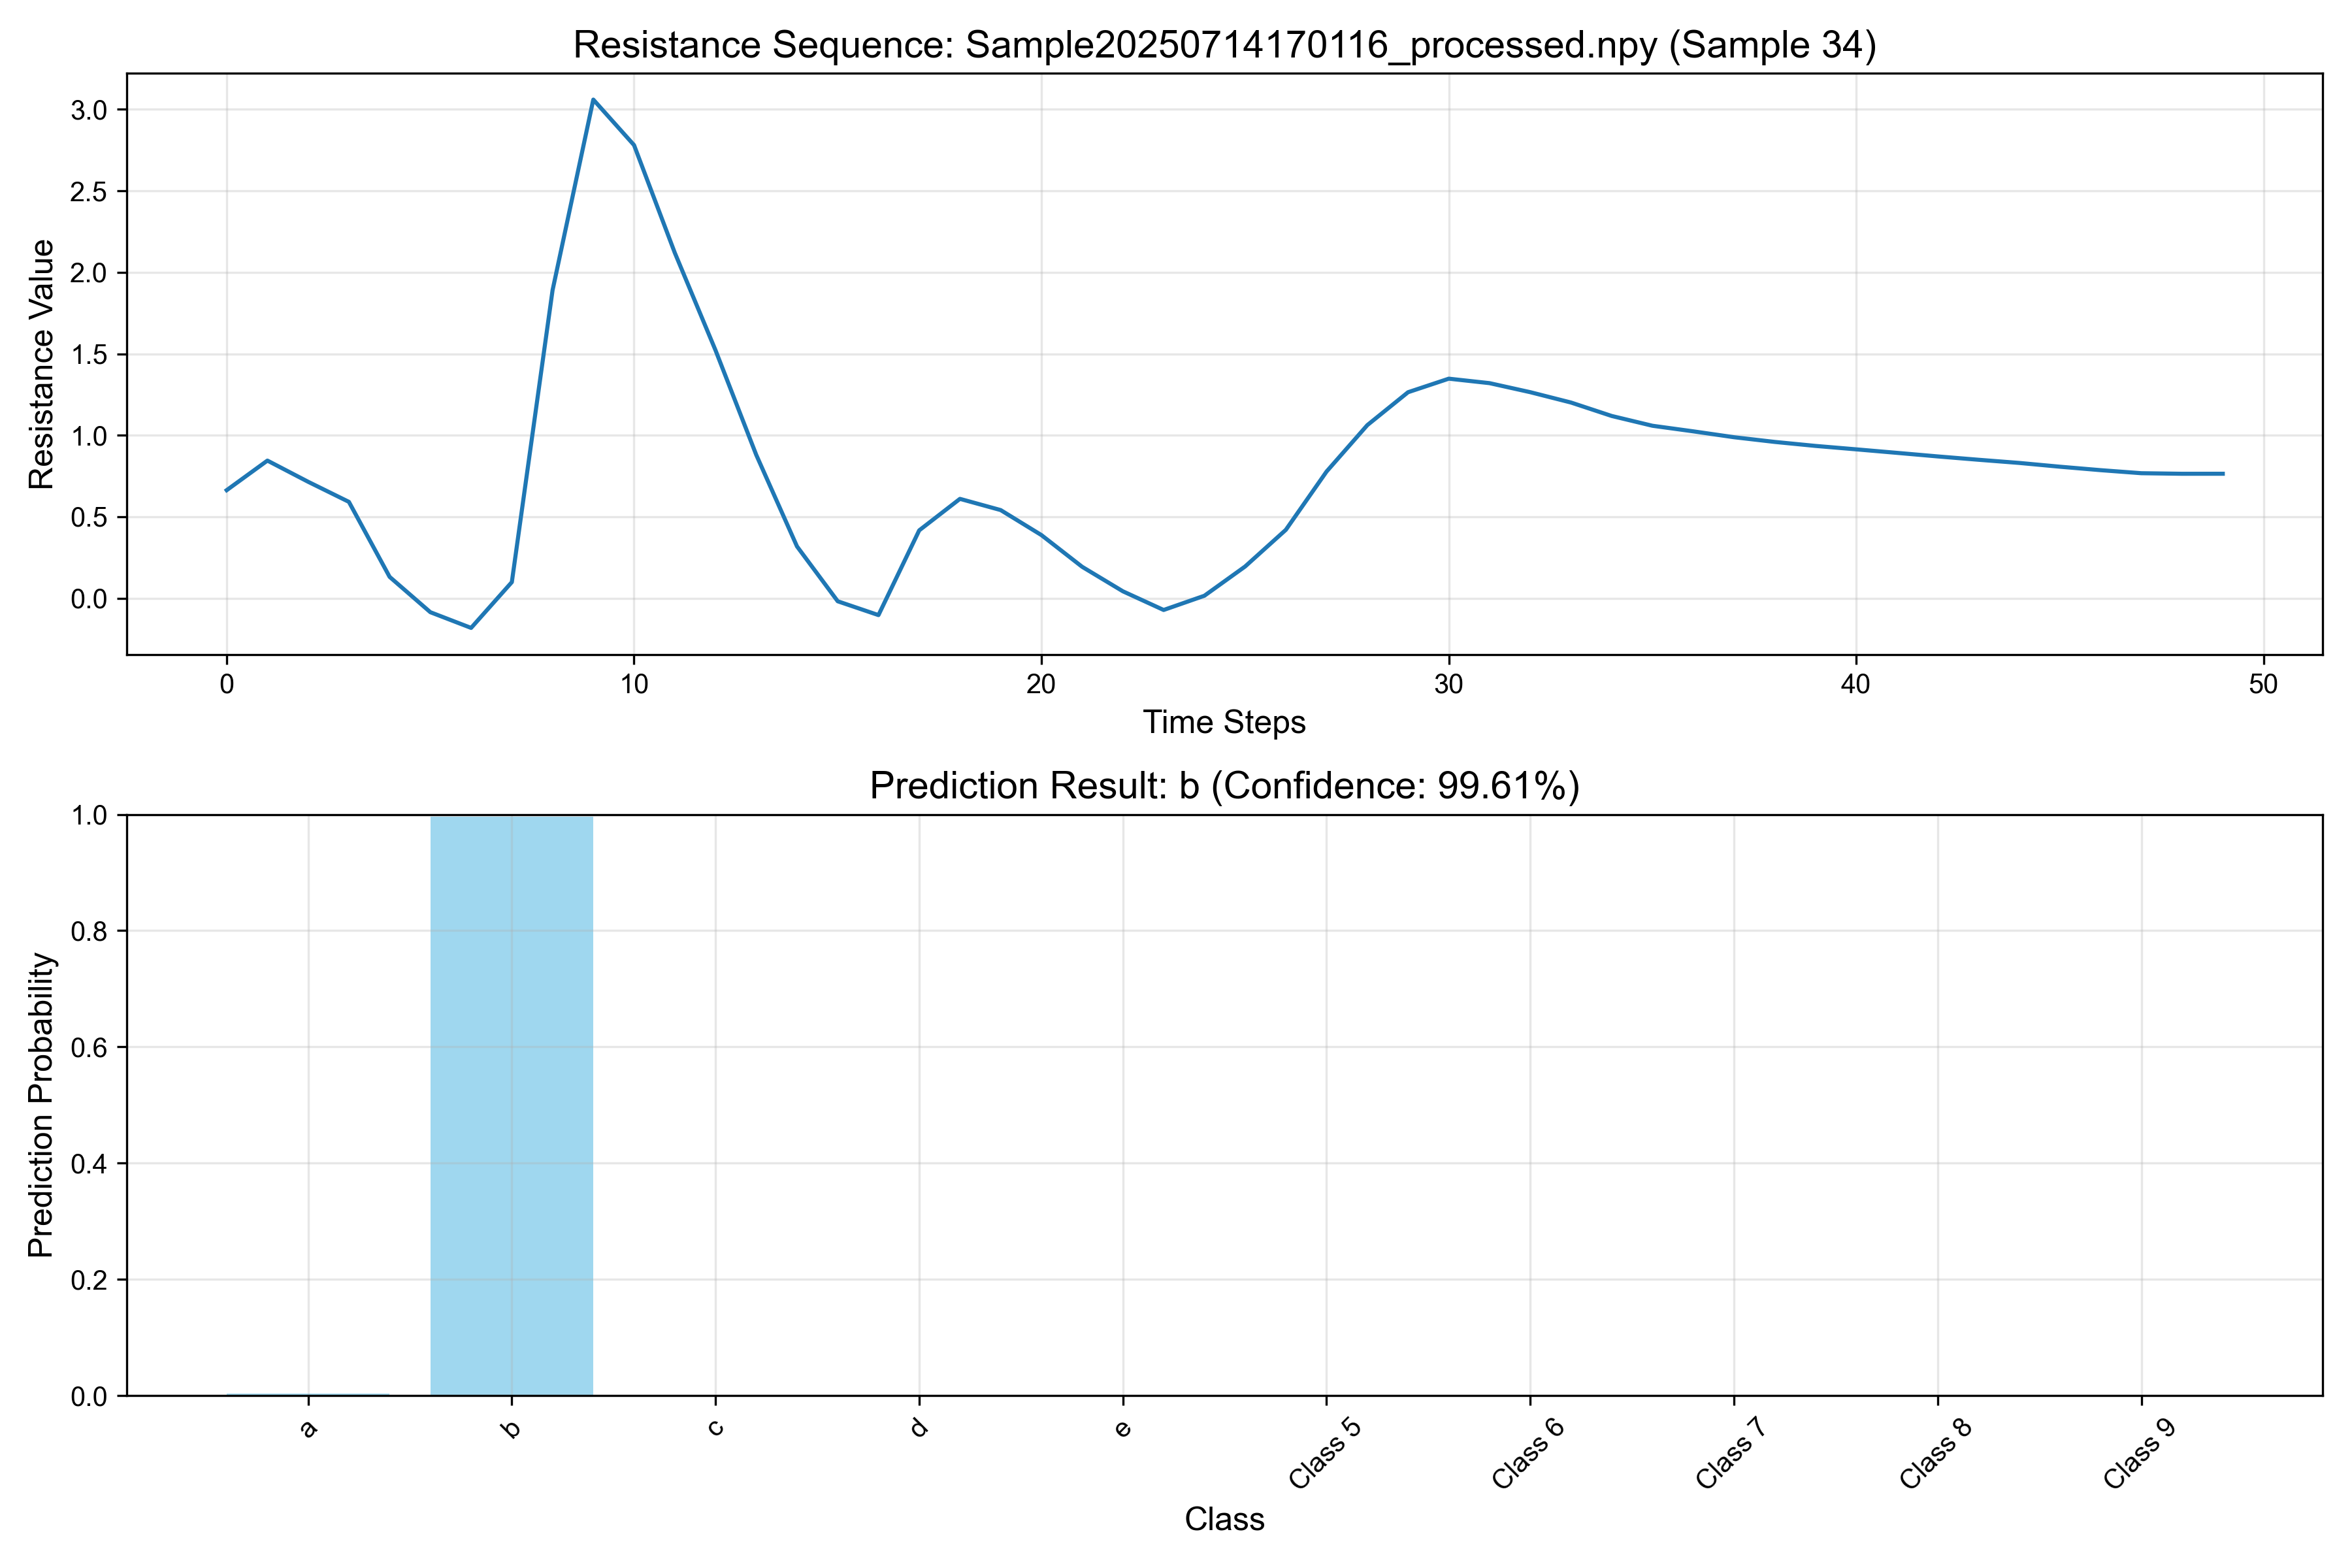 Resistance Sequence: Sample20250714170116_processed.npy (Sample 34)
Resistance Value
3.0
2.5
2.0
1.5
1.0
0.5
0.0
0 10 20 30 40 50
Time Steps
Prediction Result: b (Confidence: 99.61%)
Prediction Probability
1.0
0.8
0.6
0.4
0.2
0.0
a b c d e Class 5 Class 6 Class 7 Class 8 Class 9
Class